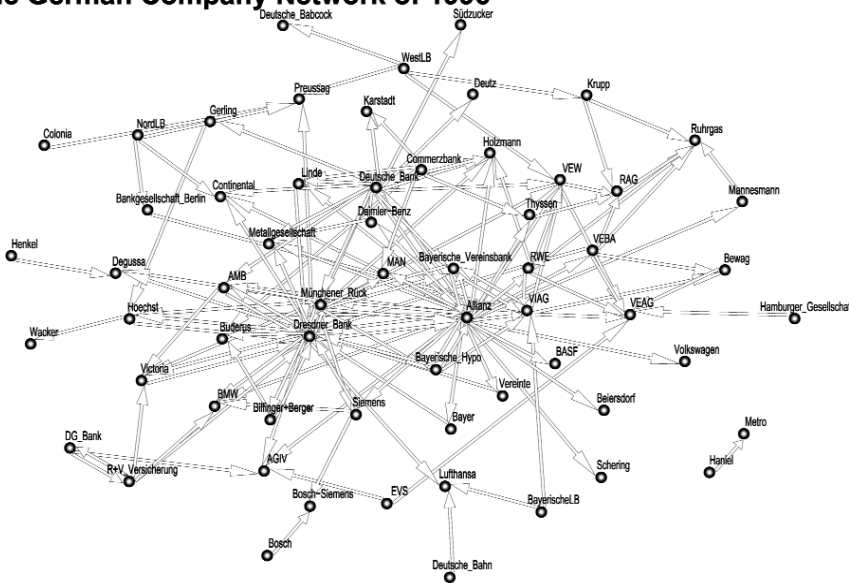 German Company Network of 1996
Deutsche_Babcock
Südzucker
WestLB
Preussag
Deutz
Krupp
Karstadt
Gerling
NordLB
Colonia
Ruhrgas
Holzmann
Commerzbank
VEW
Linde
Deutsche_Bank
RAG
Continental
Mannesmann
Bankgesellschaft_Berlin
Thyssen
Daimler-Benz
Metallgesellschaft
VEBA
Henkel
Degussa
MAN
Bayerische_Vereinsbank
RWE
Bewag
AMB
Münchener_Rück
Allianz
VIAG
VEAG
Hamburger_Gesellschaf
Hoechst
Wacker
Dresdner_Bank
Buderus
Bayerische_Hypo
BASF
Volkswagen
Victoria
Vereinte
BMW
Bilfinger+Berger
Siemens
Beiersdorf
Bayer
Metro
DG_Bank
R+V_Versicherung
AGIV
Lufthansa
Schering
Haniel
Bosch-Siemens
EVS
BayerischeLB
Bosch
Deutsche_Bahn